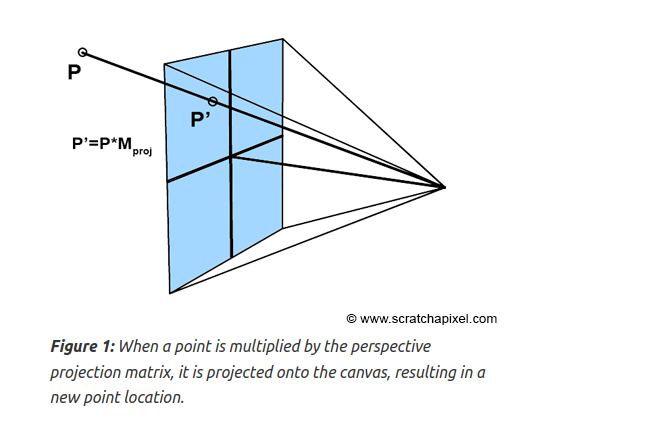 P
P'
P'=P*Mproj
© www.scratchapixel.com
Figure 1: When a point is multiplied by the perspective
projection matrix, it is projected onto the canvas, resulting in a
new point location.